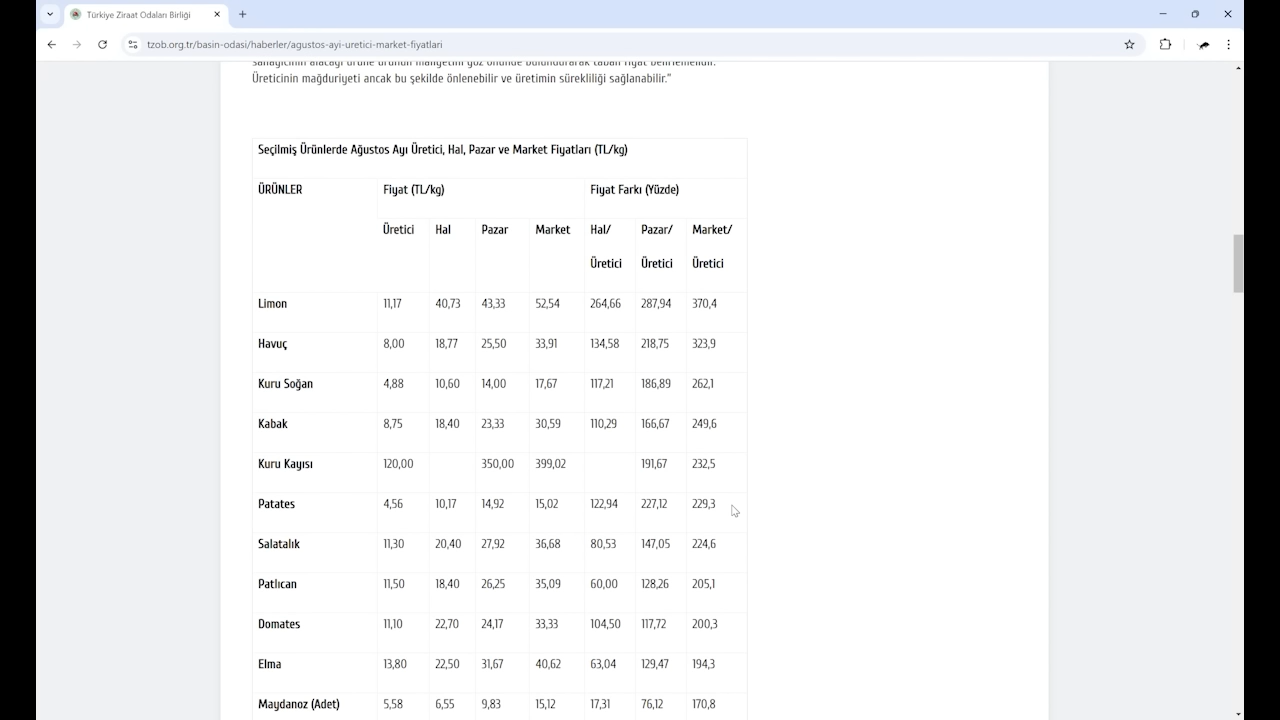 Türkiye Ziraat Odaları Birliği
tzob.org.tr/basin-odasi/haberler/agustos-ayi-uretici-market-fiyatlari
sanayicinin alacağı ürüne ürünün maliyetini göz önünde bulundurarak taban fiyat belirlemelidir.
Üreticinin mağduriyeti ancak bu şekilde önlenebilir ve üretimin sürekliliği sağlanabilir."
Seçilmiş Ürünlerde Ağustos Ayı Üretici, Hal, Pazar ve Market Fiyatları (TL/kg)
ÜRÜNLER Fiyat (TL/kg) Fiyat Farkı (Yüzde)
Üretici Hal Pazar Market Hal/ Pazar/ Market/
Üretici Üretici Üretici
Limon 11,17 40,73 43,33 52,54 264,66 287,94 370,4
Havuç 8,00 18,77 25,50 33,91 134,58 218,75 323,9
Kuru Soğan 4,88 10,60 14,00 17,67 117,21 186,89 262,1
Kabak 8,75 18,40 23,33 30,59 110,29 166,67 249,6
Kuru Kayısı 120,00 350,00 399,02 191,67 232,5
Patates 4,56 10,17 14,92 15,02 122,94 227,12 229,3
Salatalık 11,30 20,40 27,92 36,68 80,53 147,05 224,6
Patlıcan 11,50 18,40 26,25 35,09 60,00 128,26 205,1
Domates 11,10 22,70 24,17 33,33 104,50 117,72 200,3
Elma 13,80 22,50 31,67 40,62 63,04 129,47 194,3
Maydanoz (Adet) 5,58 6,55 9,83 15,12 17,31 76,12 170,8